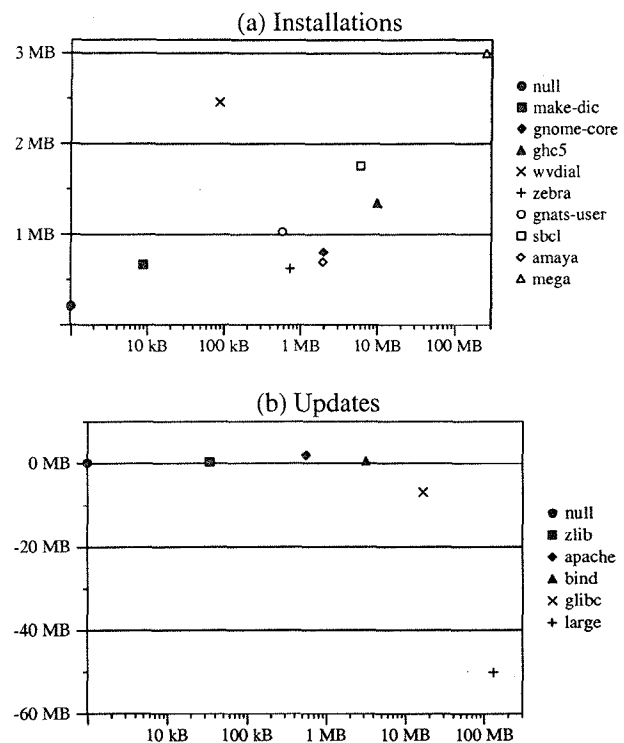 (a) Installations
3 MB
2 MB
1 MB
10 kB
100 kB
1 MB
10 MB
100 MB
null
make-dic
gnome-core
ghc5
wvdial
zebra
gnats-user
sbcl
amaya
mega
(b) Updates
0 MB
-20 MB
-40 MB
-60 MB
10 kB
100 kB
1 MB
10 MB
100 MB
null
zlib
apache
bind
glibc
large